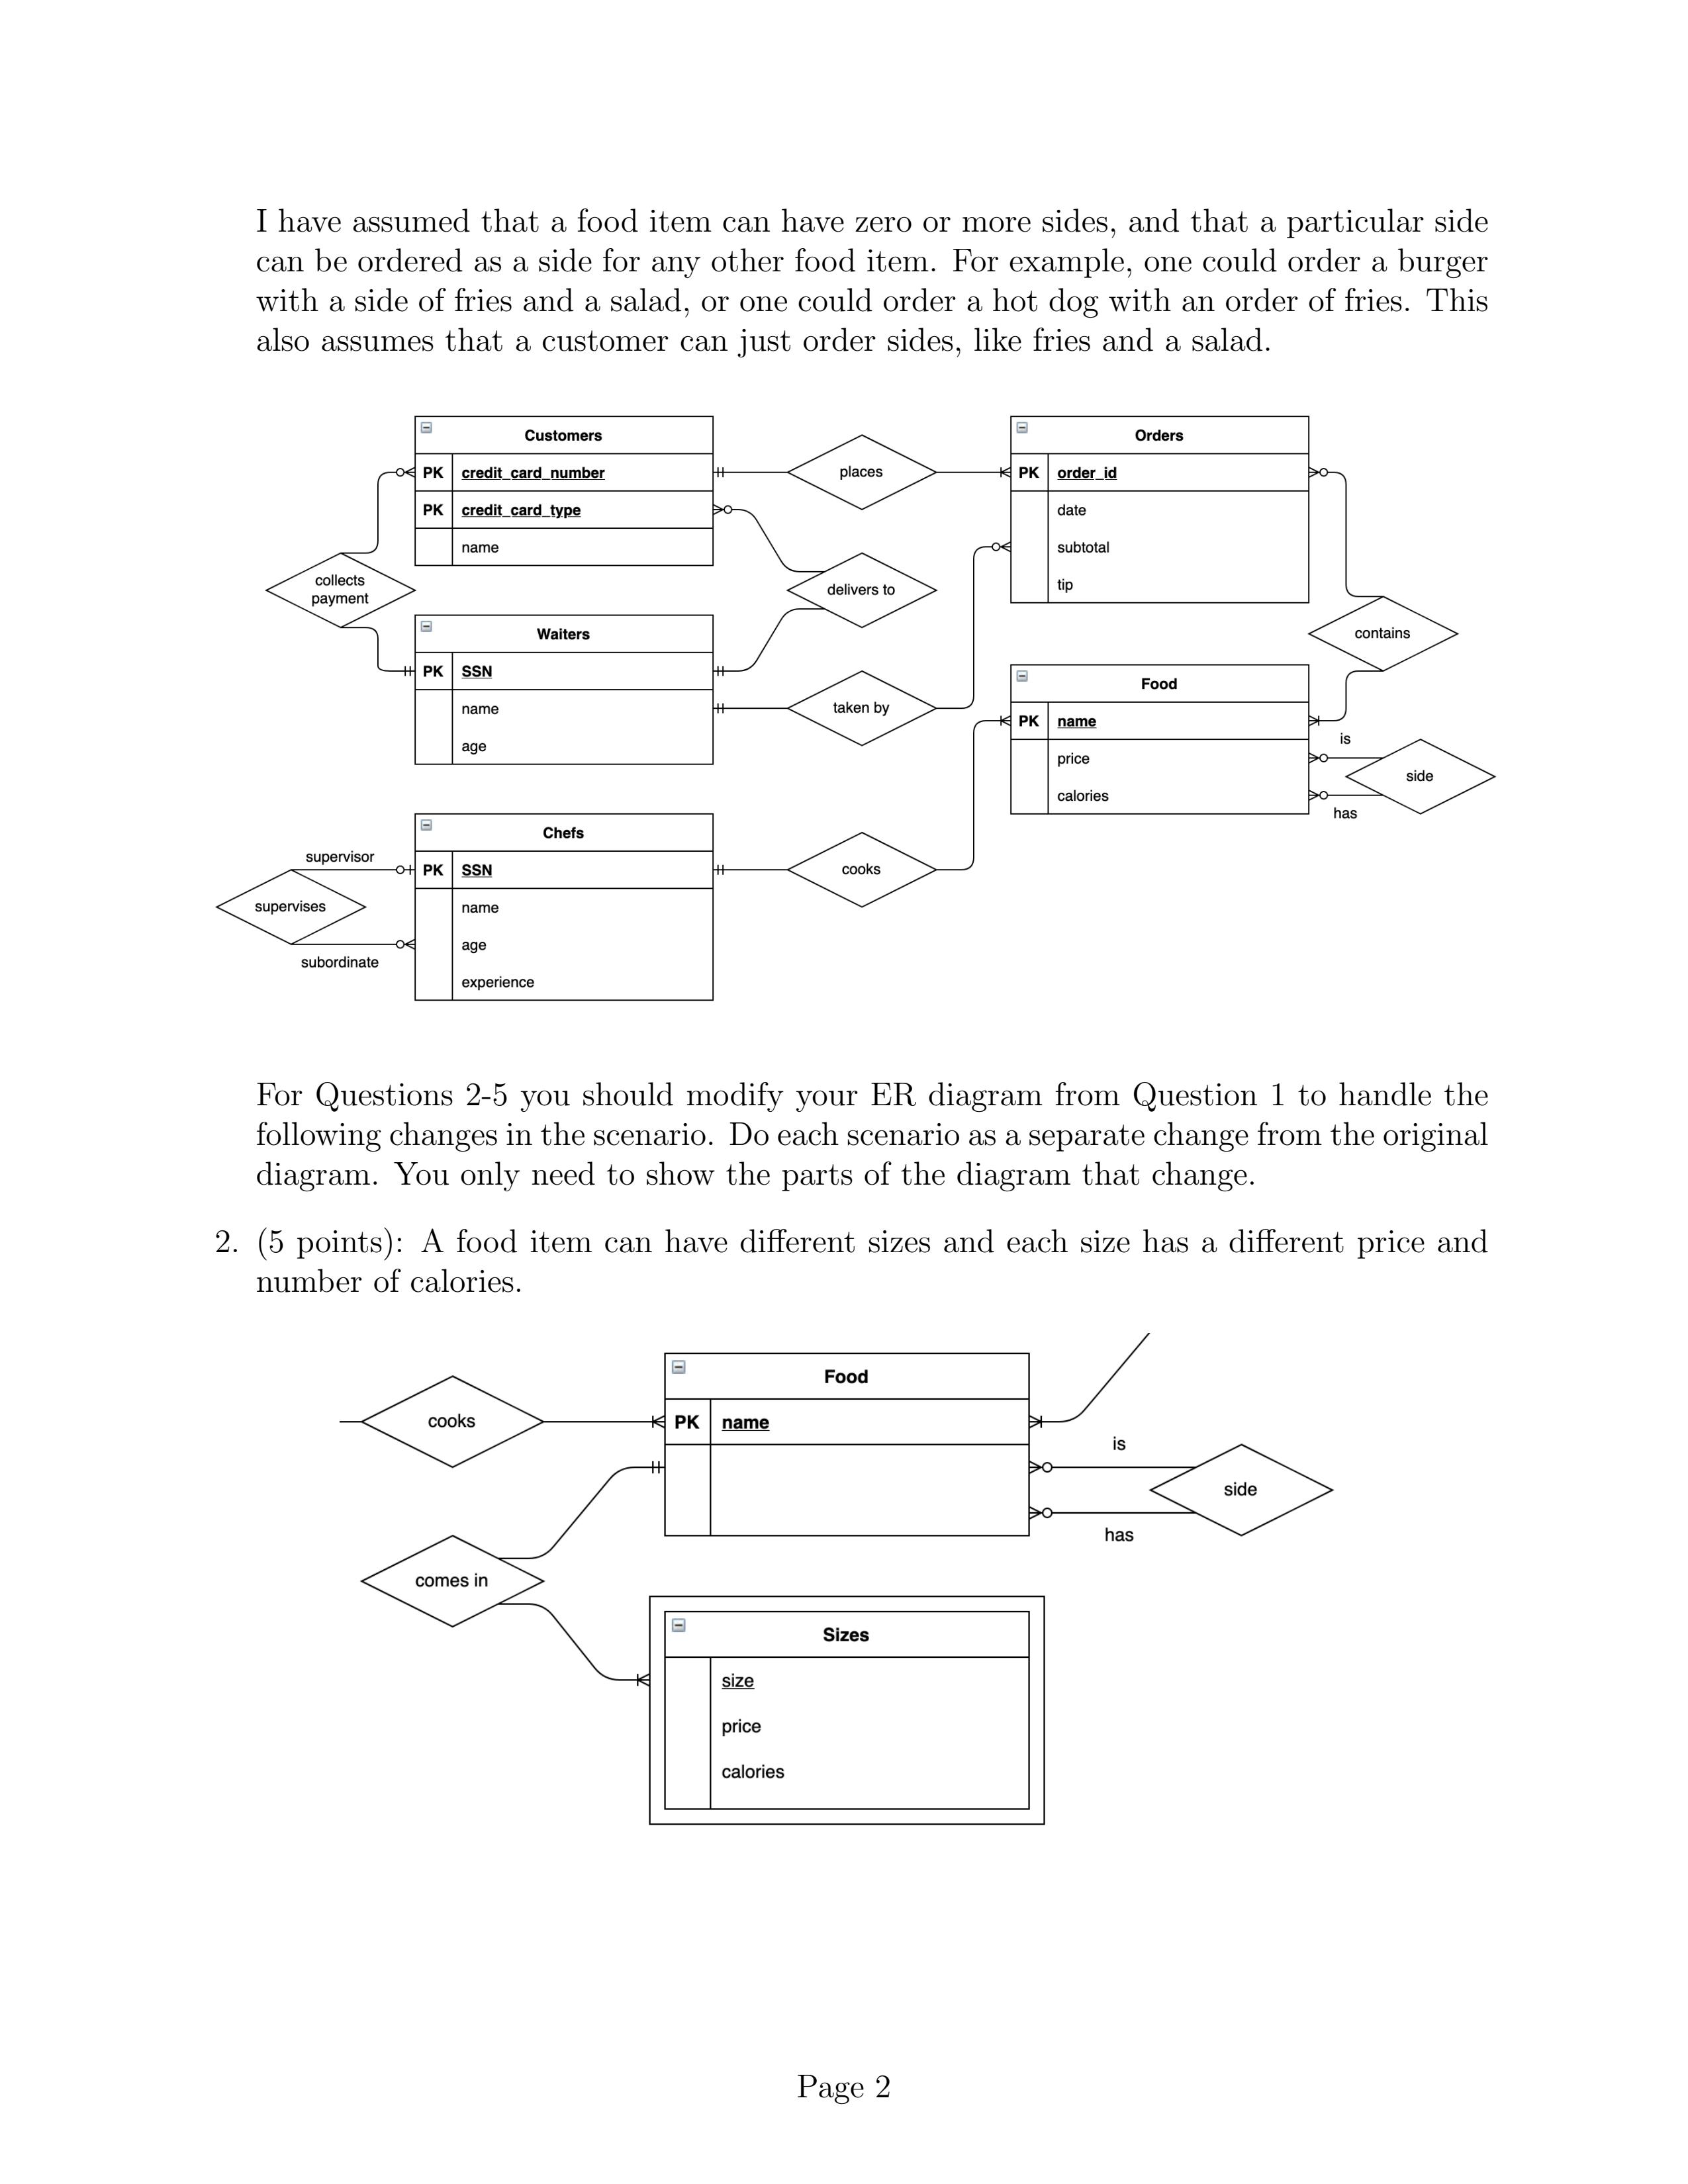 I have assumed that a food item can have zero or more sides, and that a particular side
can be ordered as a side for any other food item. For example, one could order a burger
with a side of fries and a salad, or one could order a hot dog with an order of fries. This
also assumes that a customer can just order sides, like fries and a salad.
Customers
PK credit_card_number
PK credit_card_type
name
places
Orders
PK order_id
date
subtotal
tip
collects
payment
delivers to
contains
Waiters
PK SSN
name
age
taken by
Food
PK name
price
calories
is
side
has
Chefs
PK SSN
name
age
experience
supervisor
supervises
subordinate
cooks
For Questions 2-5 you should modify your ER diagram from Question 1 to handle the
following changes in the scenario. Do each scenario as a separate change from the original
diagram. You only need to show the parts of the diagram that change.
2. (5 points): A food item can have different sizes and each size has a different price and
number of calories.
cooks
Food
PK name
is
side
has
comes in
Sizes
size
price
calories
Page 2